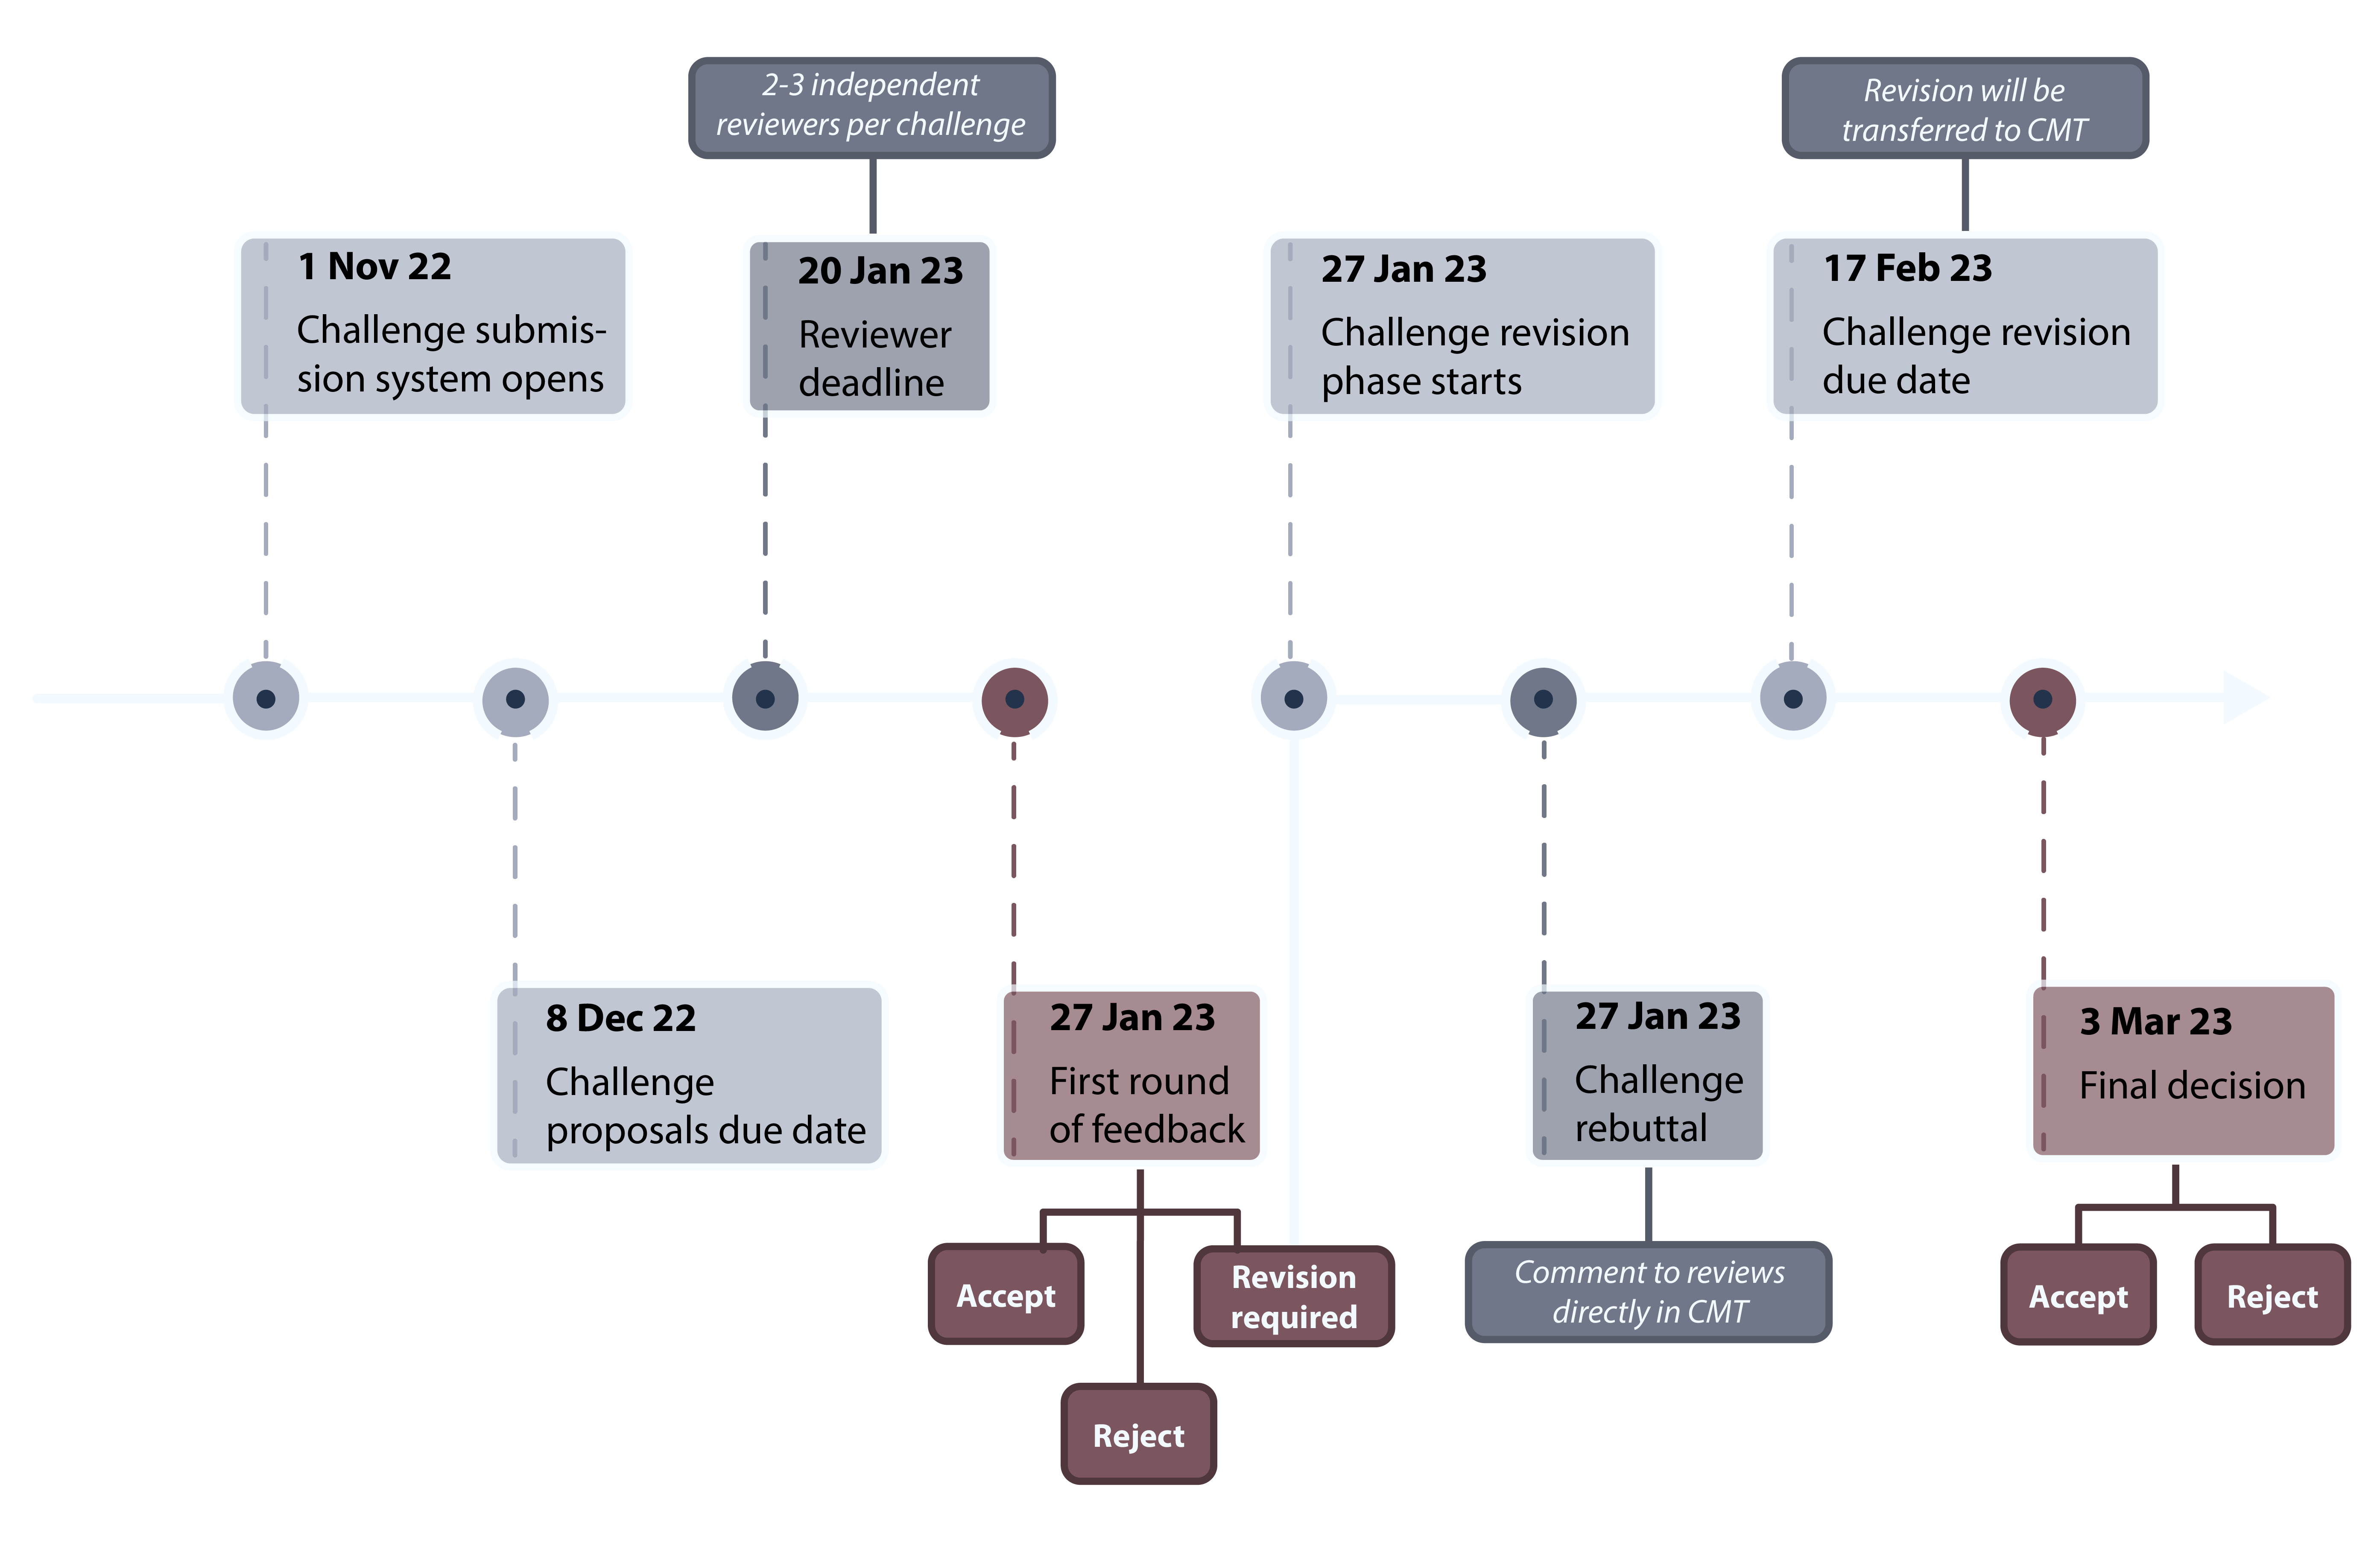 2-3 independent
reviewers per challenge
Revision will be
transferred to CMT
1 Nov 22
Challenge submis-
sion system opens
20 Jan 23
Reviewer
deadline
27 Jan 23
Challenge revision
phase starts
17 Feb 23
Challenge revision
due date
8 Dec 22
Challenge
proposals due date
27 Jan 23
First round
of feedback
27 Jan 23
Challenge
rebuttal
3 Mar 23
Final decision
Accept
Revision
required
Reject
Comment to reviews
directly in CMT
Accept
Reject